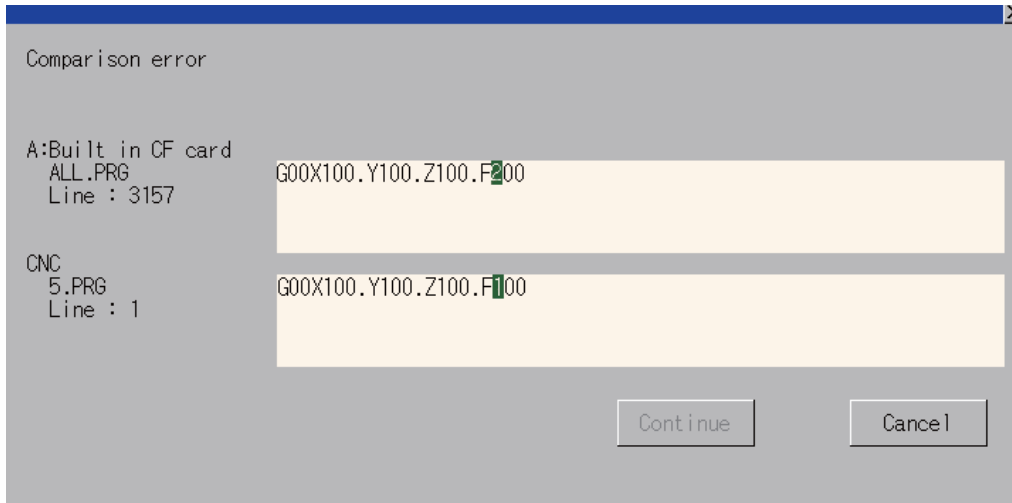 Comparison error
A:Built in CF card
ALL.PRG
Line : 3157
G00X100.Y100.Z100.F200
CNC
5.PRG
Line : 1
G00X100.Y100.Z100.F100
Continue
Cancel